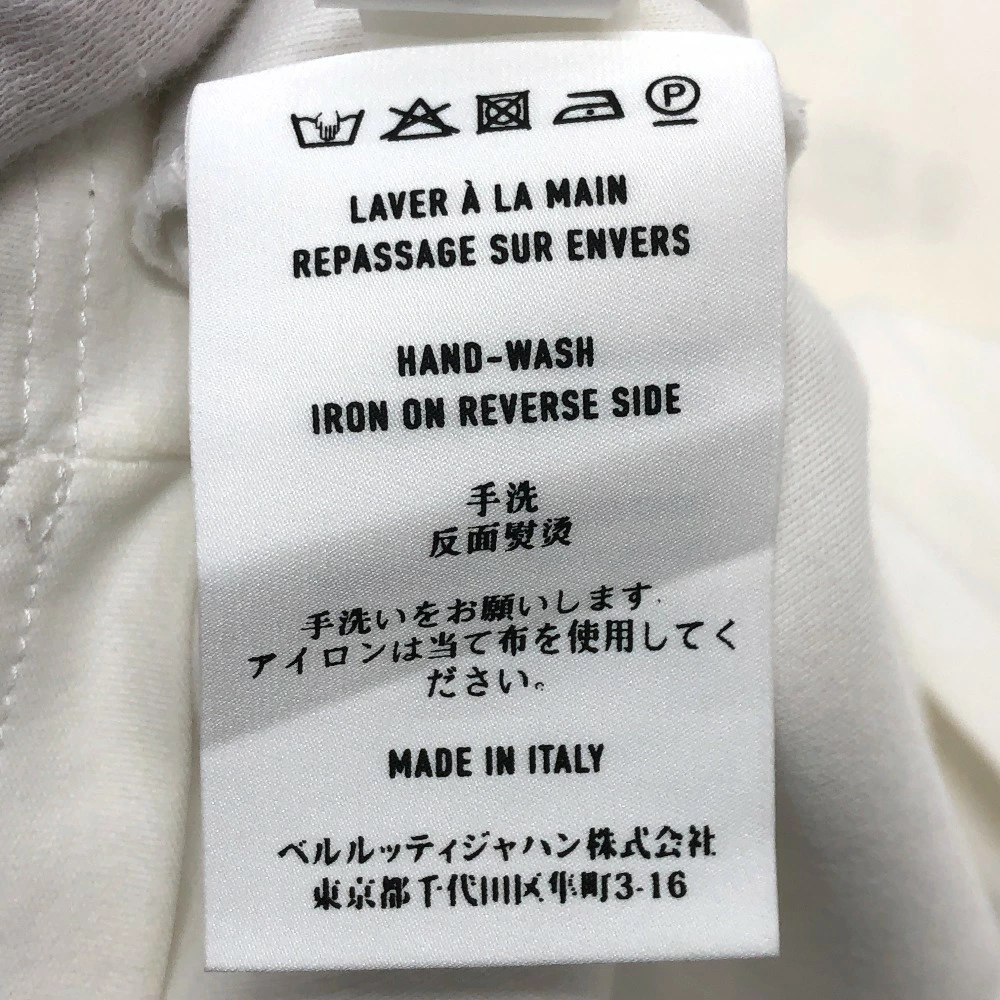 P
LAVER À LA MAIN
REPASSAGE SUR ENVERS
HAND-WASH
IRON ON REVERSE SIDE
手洗
反面熨烫
手洗いをお願いします.
アイロンは当て布を使用してく
ださい。
MADE IN ITALY
ベルルッティジャハン株式会社
東京都千代田区隼町3-16